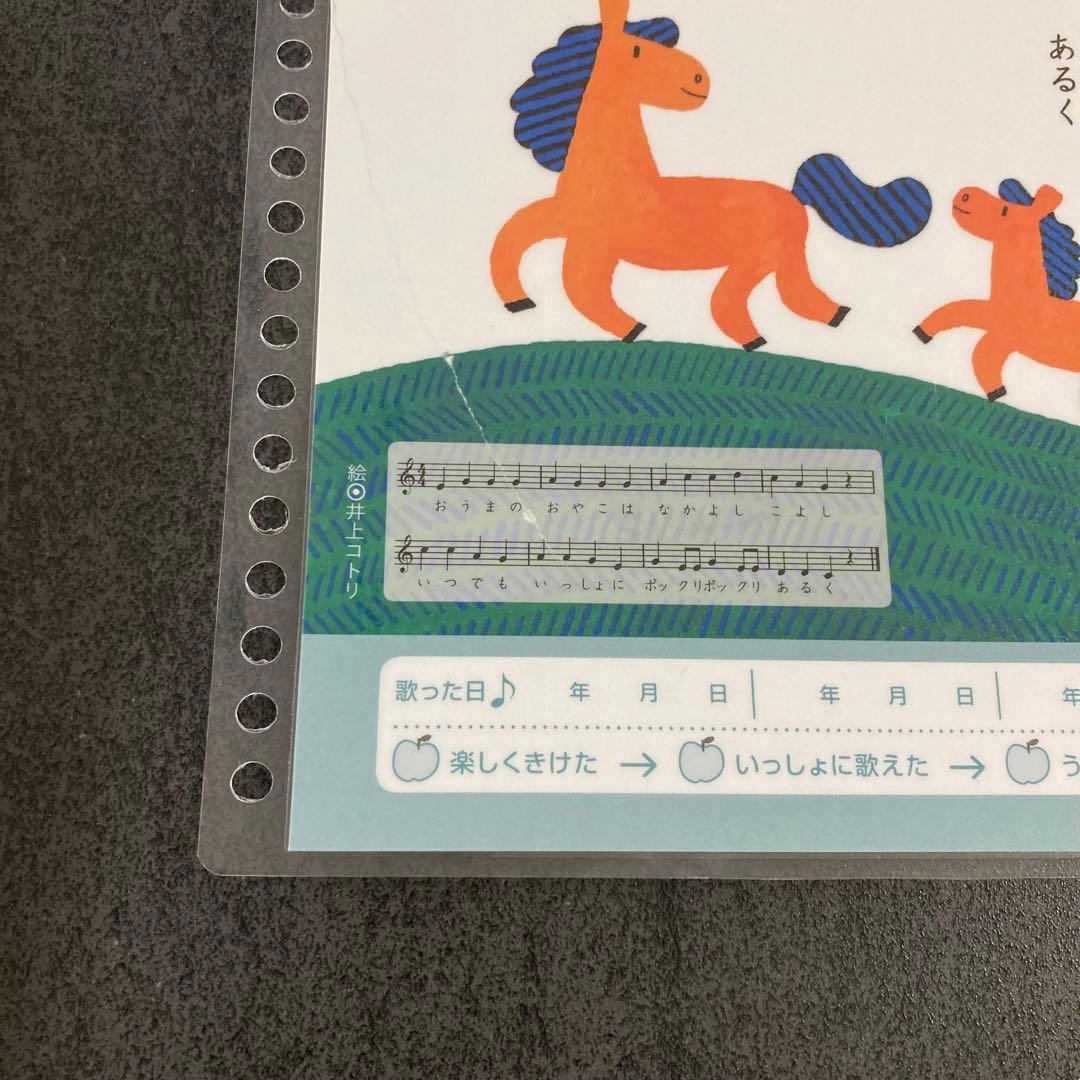 あるく
絵◉井上コトリ
おうまの おやこは なかよし こよし
いつでも いっしょに ポックリポックリ あるく
歌った日♪ 年 月 日 年 月 日 年
楽しくきけた → いっしょに歌えた → う